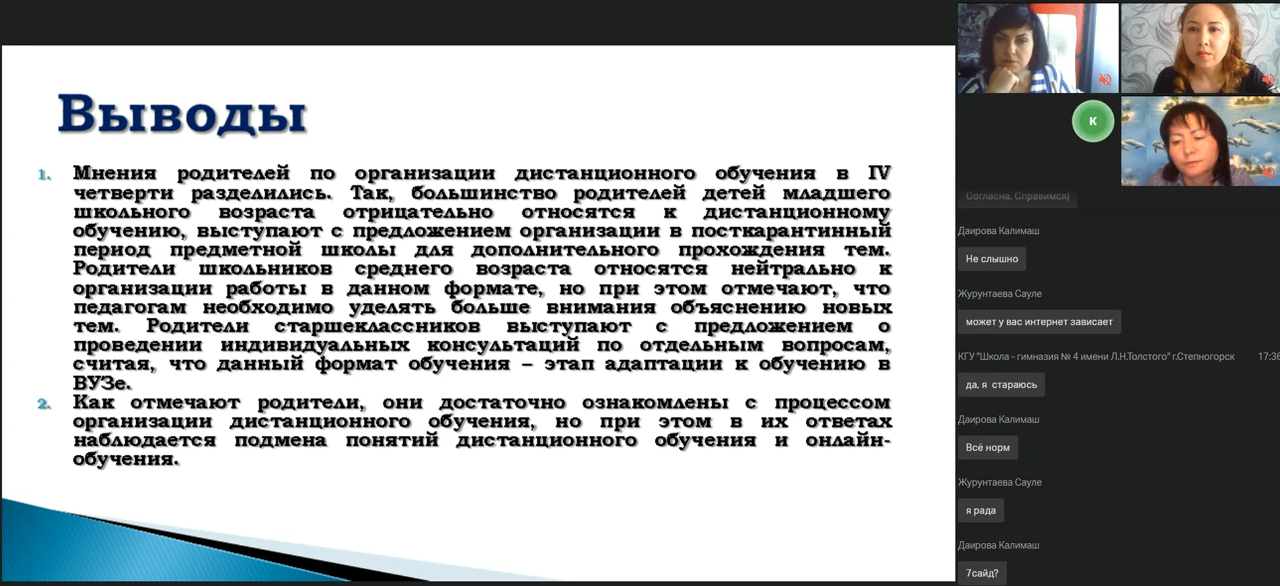 Выводы
1. Мнения родителей по организации дистанционного обучения в IV
четверти разделились. Так, большинство родителей детей младшего
школьного возраста отрицательно относятся к дистанционному
обучению, выступают с предложением организации в посткарантинный
период предметной школы для дополнительного прохождения тем.
Родители школьников среднего возраста относятся нейтрально к
организации работы в данном формате, но при этом отмечают, что
педагогам необходимо уделять больше внимания объяснению новых
тем. Родители старшеклассников выступают с предложением о
проведении индивидуальных консультаций по отдельным вопросам,
считая, что данный формат обучения – этап адаптации к обучению в
ВУЗе.
2. Как отмечают родители, они достаточно ознакомлены с процессом
организации дистанционного обучения, но при этом в их ответах
наблюдается подмена понятий дистанционного обучения и онлайн-
обучения.
К
Согласна. Справимся)
Даирова Калимаш
Не слышно
Журунтаева Сауле
может у вас интернет зависает
КГУ "Школа - гимназия № 4 имени Л.Н.Толстого" г.Степногорск 17:36
да, я стараюсь
Даирова Калимаш
Всё норм
Журунтаева Сауле
я рада
Даирова Калимаш
7сайд?